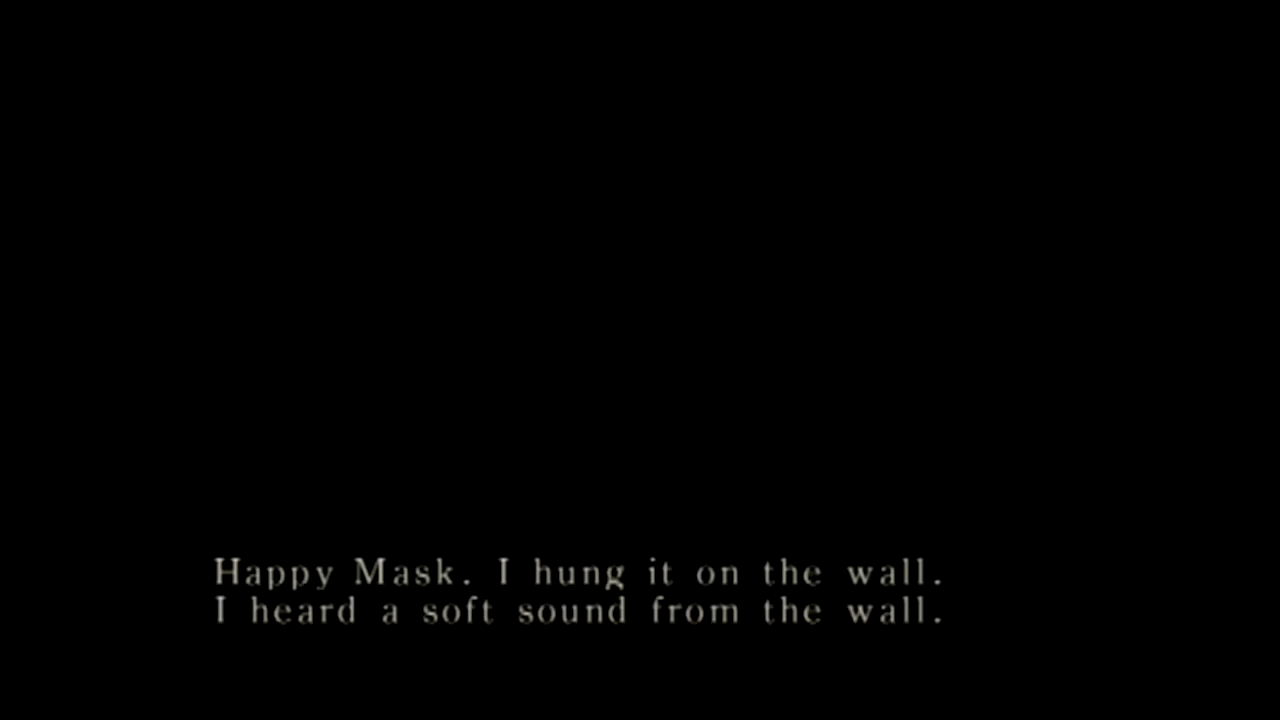 Happy Mask. I hung it on the wall.
I heard a soft sound from the wall.